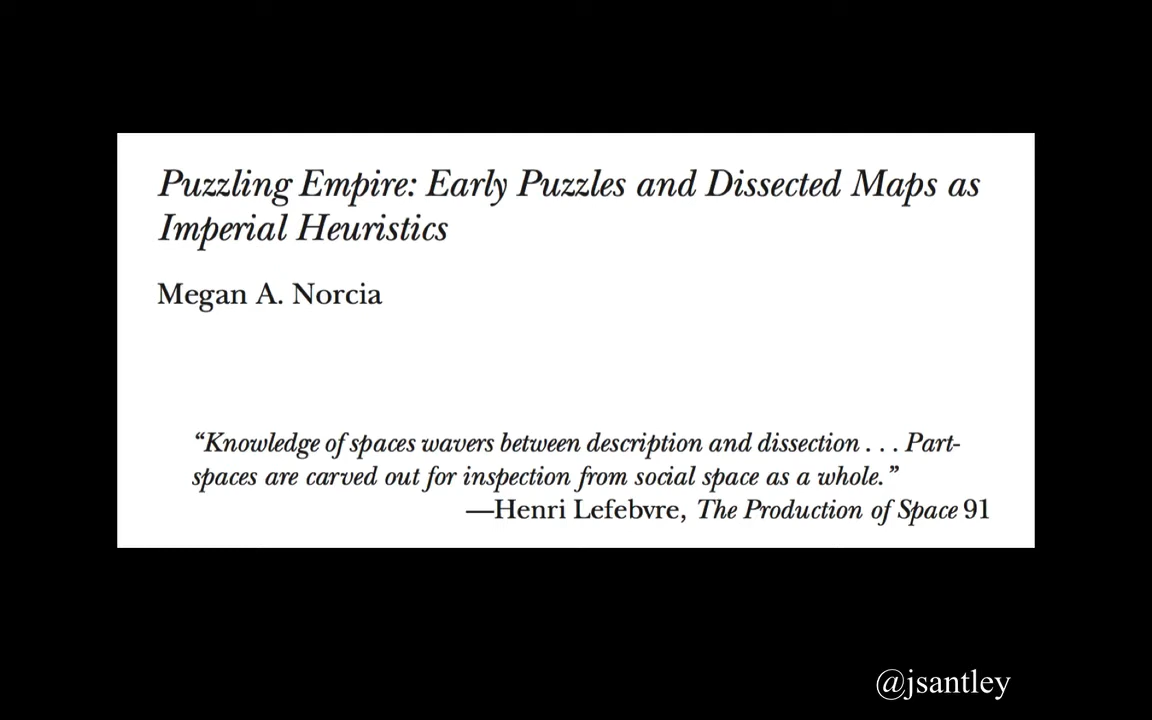 Puzzling Empire: Early Puzzles and Dissected Maps as
Imperial Heuristics
Megan A. Norcia
“Knowledge of spaces wavers between description and dissection . . . Part-
spaces are carved out for inspection from social space as a whole.”
—Henri Lefebvre, The Production of Space 91
@jsantley